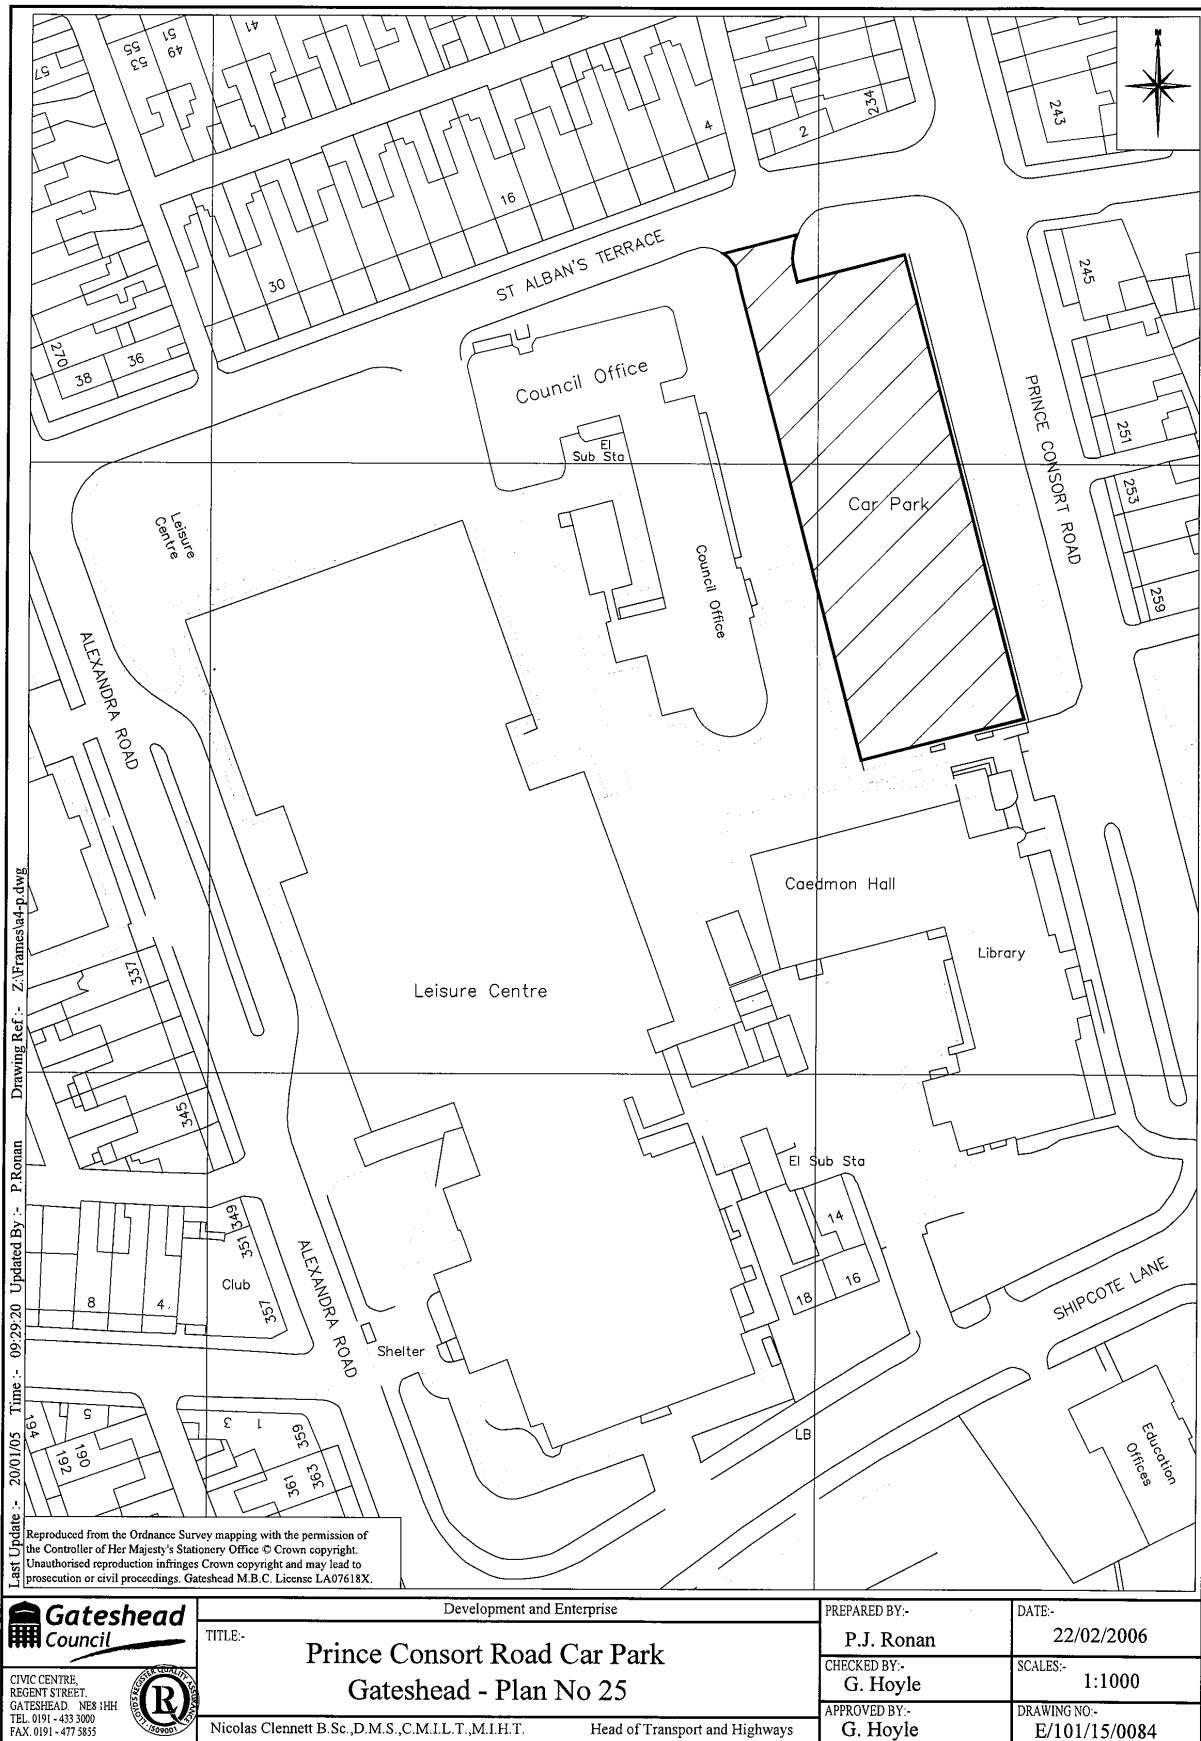 57
55
53
51
49
41
N
234
2
4
243
16
ST ALBAN'S TERRACE
30
245
270
38
36
Council Office
El
Sub Sta
PRINCE CONSORT ROAD
251
Leisure
Centre
Car Park
253
Council Office
259
ALEXANDRA ROAD
Caedmon Hall
Library
337
Leisure Centre
345
El Sub Sta
14
349
351
Club
357
8
4
ALEXANDRA ROAD
16
18
SHIPCOTE LANE
Shelter
194
5
192
190
3
1
359
361
363
LB
Education
Offices
Last Update :- 20/01/05 Time :- 09:29:20 Updated By :- P.Ronan Drawing Ref :- Z:\Frames\a4-p.dwg
Reproduced from the Ordnance Survey mapping with the permission of
the Controller of Her Majesty's Stationery Office © Crown copyright.
Unauthorised reproduction infringes Crown copyright and may lead to
prosecution or civil proceedings. Gateshead M.B.C. License LA07618X.
Gateshead
Council
CIVIC CENTRE,
REGENT STREET,
GATESHEAD. NE8 1HH
TEL. 0191 - 433 3000
FAX. 0191 - 477 5855
LLOYD'S REGISTER QUALITY ASSURANCE
R
ISO9001
Development and Enterprise
TITLE:-
Prince Consort Road Car Park
Gateshead - Plan No 25
Nicolas Clennett B.Sc.,D.M.S.,C.M.I.L.T.,M.I.H.T. Head of Transport and Highways
PREPARED BY:-
P.J. Ronan
DATE:-
22/02/2006
CHECKED BY:-
G. Hoyle
SCALES:-
1:1000
APPROVED BY:-
G. Hoyle
DRAWING NO:-
E/101/15/0084